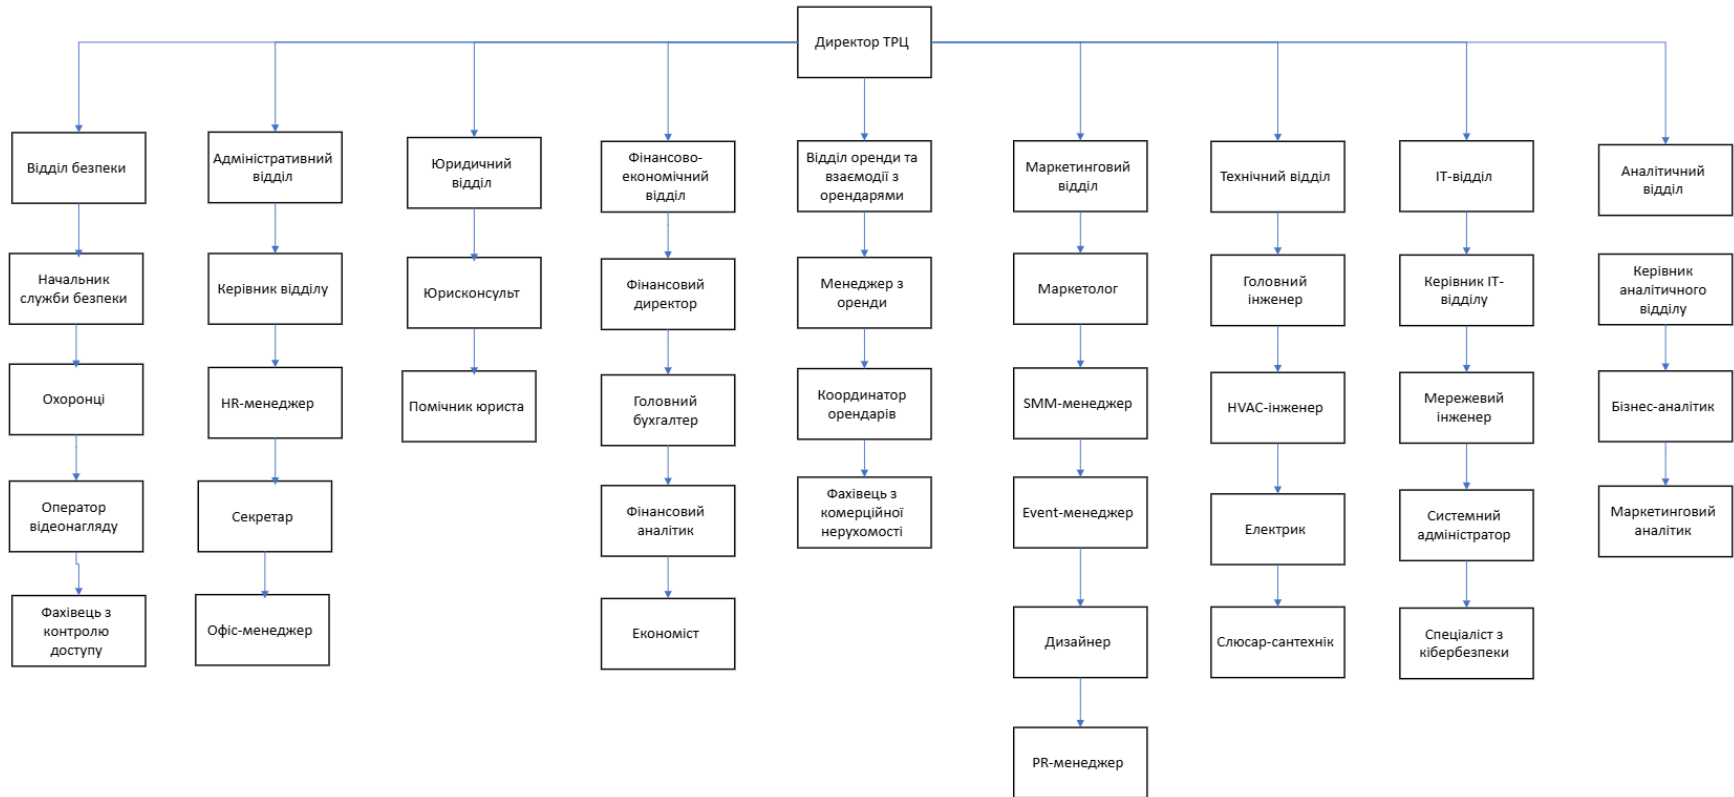 Директор ТРЦ
Відділ безпеки
Адміністративний
відділ
Юридичний
відділ
Фінансово-
економічний
відділ
Відділ оренди та
взаємодії з
орендарями
Маркетинговий
відділ
Технічний відділ
ІТ-відділ
Аналітичний
відділ
Начальник
служби безпеки
Керівник відділу
Юрисконсульт
Фінансовий
директор
Менеджер з
оренди
Маркетолог
Головний
інженер
Керівник ІТ-
відділу
Керівник
аналітичного
відділу
Охоронці
HR-менеджер
Помічник юриста
Головний
бухгалтер
Координатор
орендарів
SMM-менеджер
HVAC-інженер
Мережевий
інженер
Бізнес-аналітик
Оператор
відеонагляду
Секретар
Фінансовий
аналітик
Фахівець з
комерційної
нерухомості
Event-менеджер
Електрик
Системний
адміністратор
Маркетинговий
аналітик
Фахівець з
контролю
доступу
Офіс-менеджер
Економіст
Дизайнер
Слюсар-сантехнік
Спеціаліст з
кібербезпеки
PR-менеджер